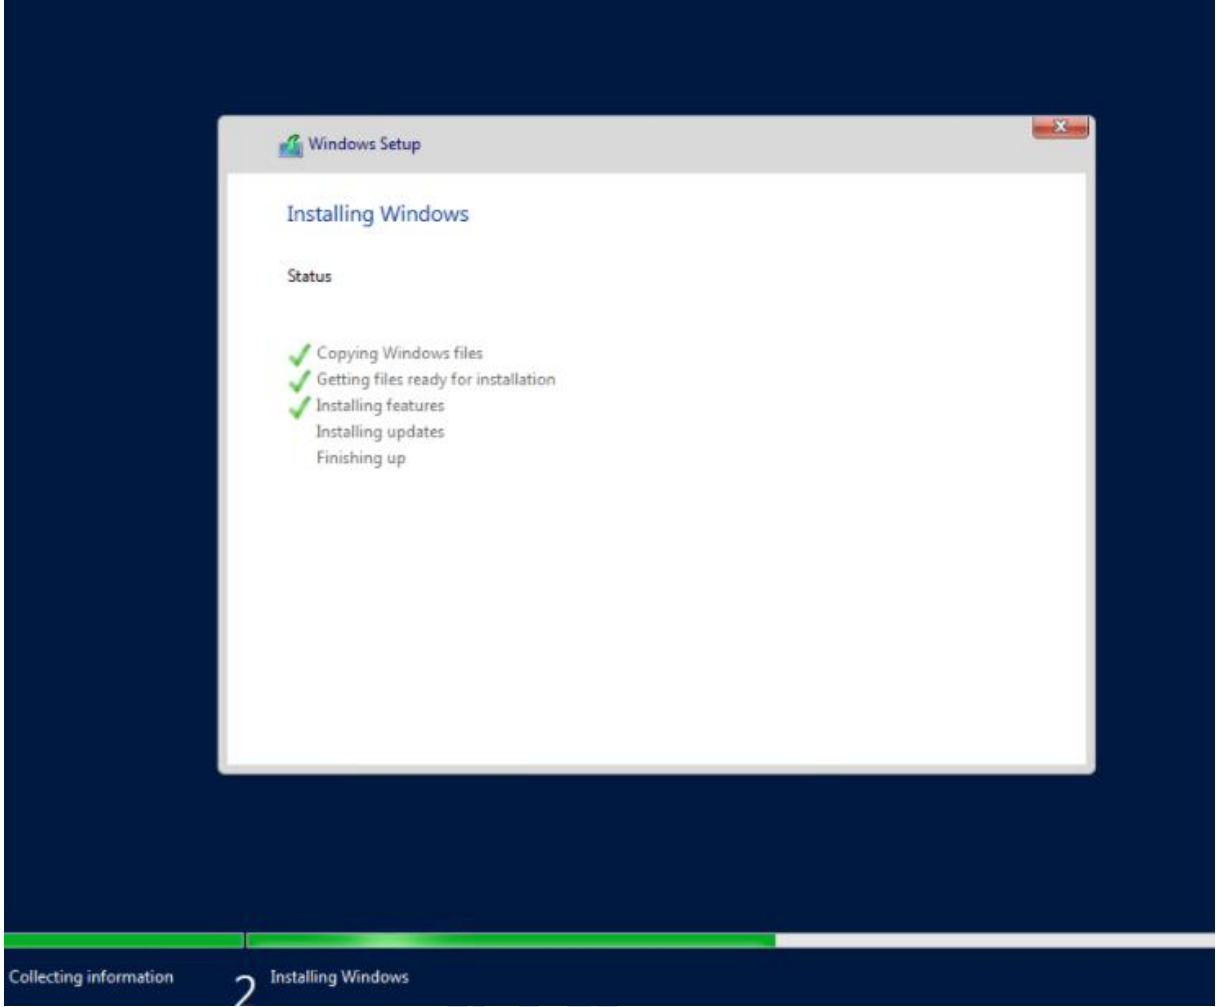 Windows Setup
Installing Windows
Status
Copying Windows files
Getting files ready for installation
Installing features
Installing updates
Finishing up
Collecting information
2 Installing Windows